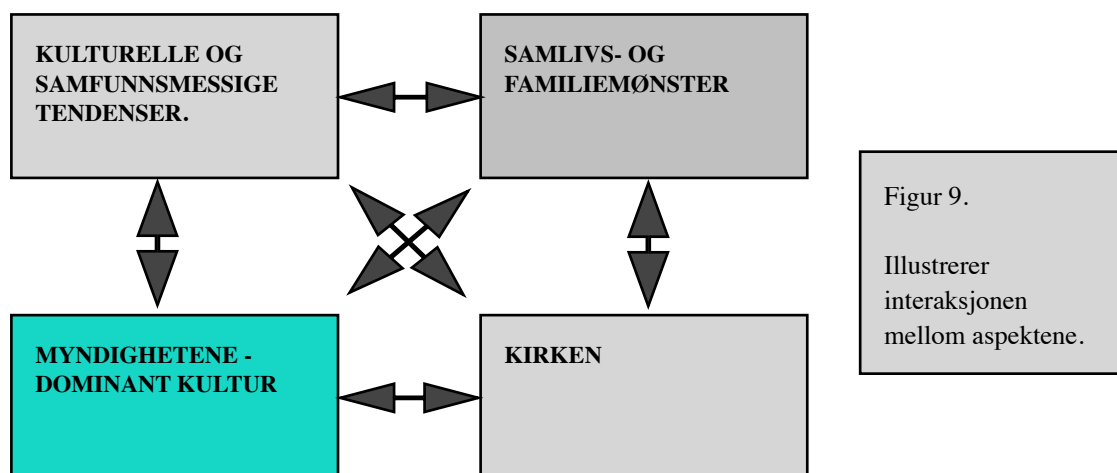 KULTURELLE OG
SAMFUNNSMESSIGE
TENDENSER.
SAMLIVS- OG
FAMILIEMØNSTER
Figur 9.
Illustrerer
interaksjonen
mellom aspektene.
MYNDIGHETENE -
DOMINANT KULTUR
KIRKEN